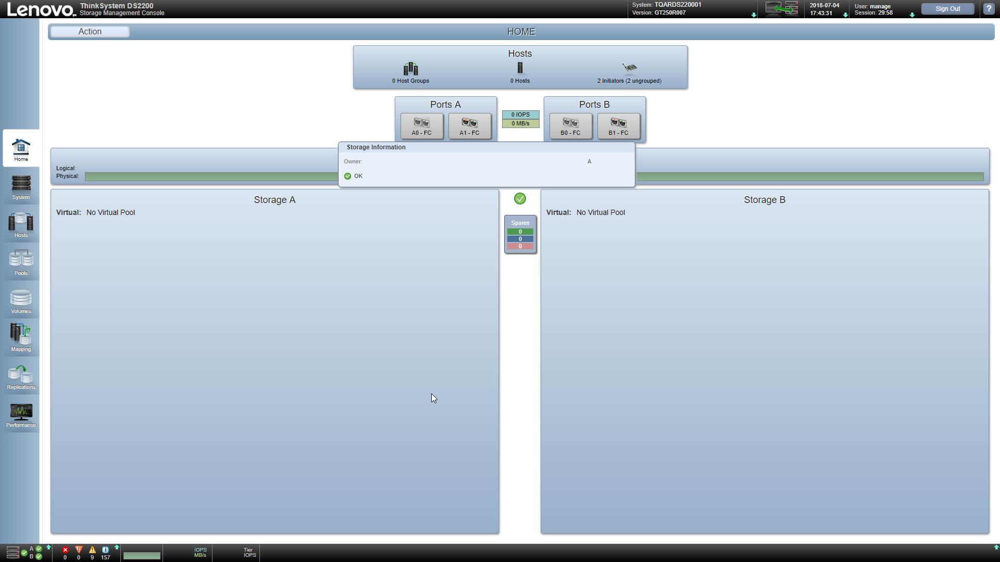 Lenovo
ThinkSystem DS2200
Storage Management Console
System: TQARDS220001
Version: GT250R007
2018-07-04
17:43:31
User: manage
Session: 29:58
Sign Out
?
Action
HOME
Hosts
0 Host Groups
0 Hosts
2 Initiators (2 ungrouped)
Ports A
A0 - FC
A1 - FC
0 IOPS
0 MB/s
Ports B
B0 - FC
B1 - FC
Logical:
Physical:
Storage Information
Owner:
A
OK
Storage A
Virtual: No Virtual Pool
Spares
0
0
0
Storage B
Virtual: No Virtual Pool
Home
System
Hosts
Pools
Volumes
Mapping
Replications
Performance
A
B
0
0
9
157
IOPS
MB/s
Tier
IOPS